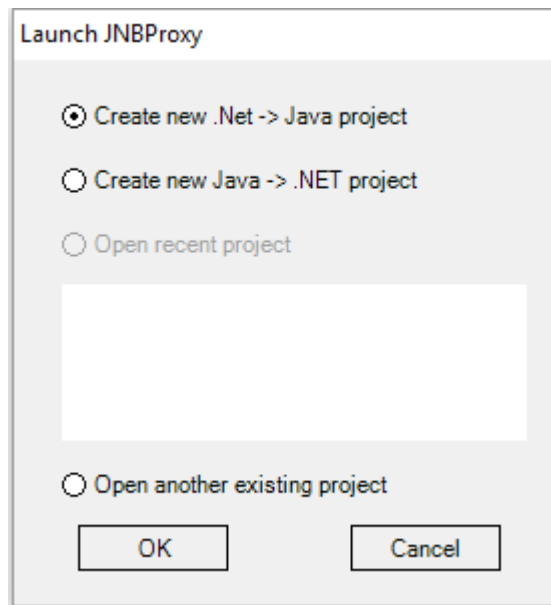 Launch JNBProxy
Create new .Net -> Java project
Create new Java -> .NET project
Open recent project
Open another existing project
OK
Cancel